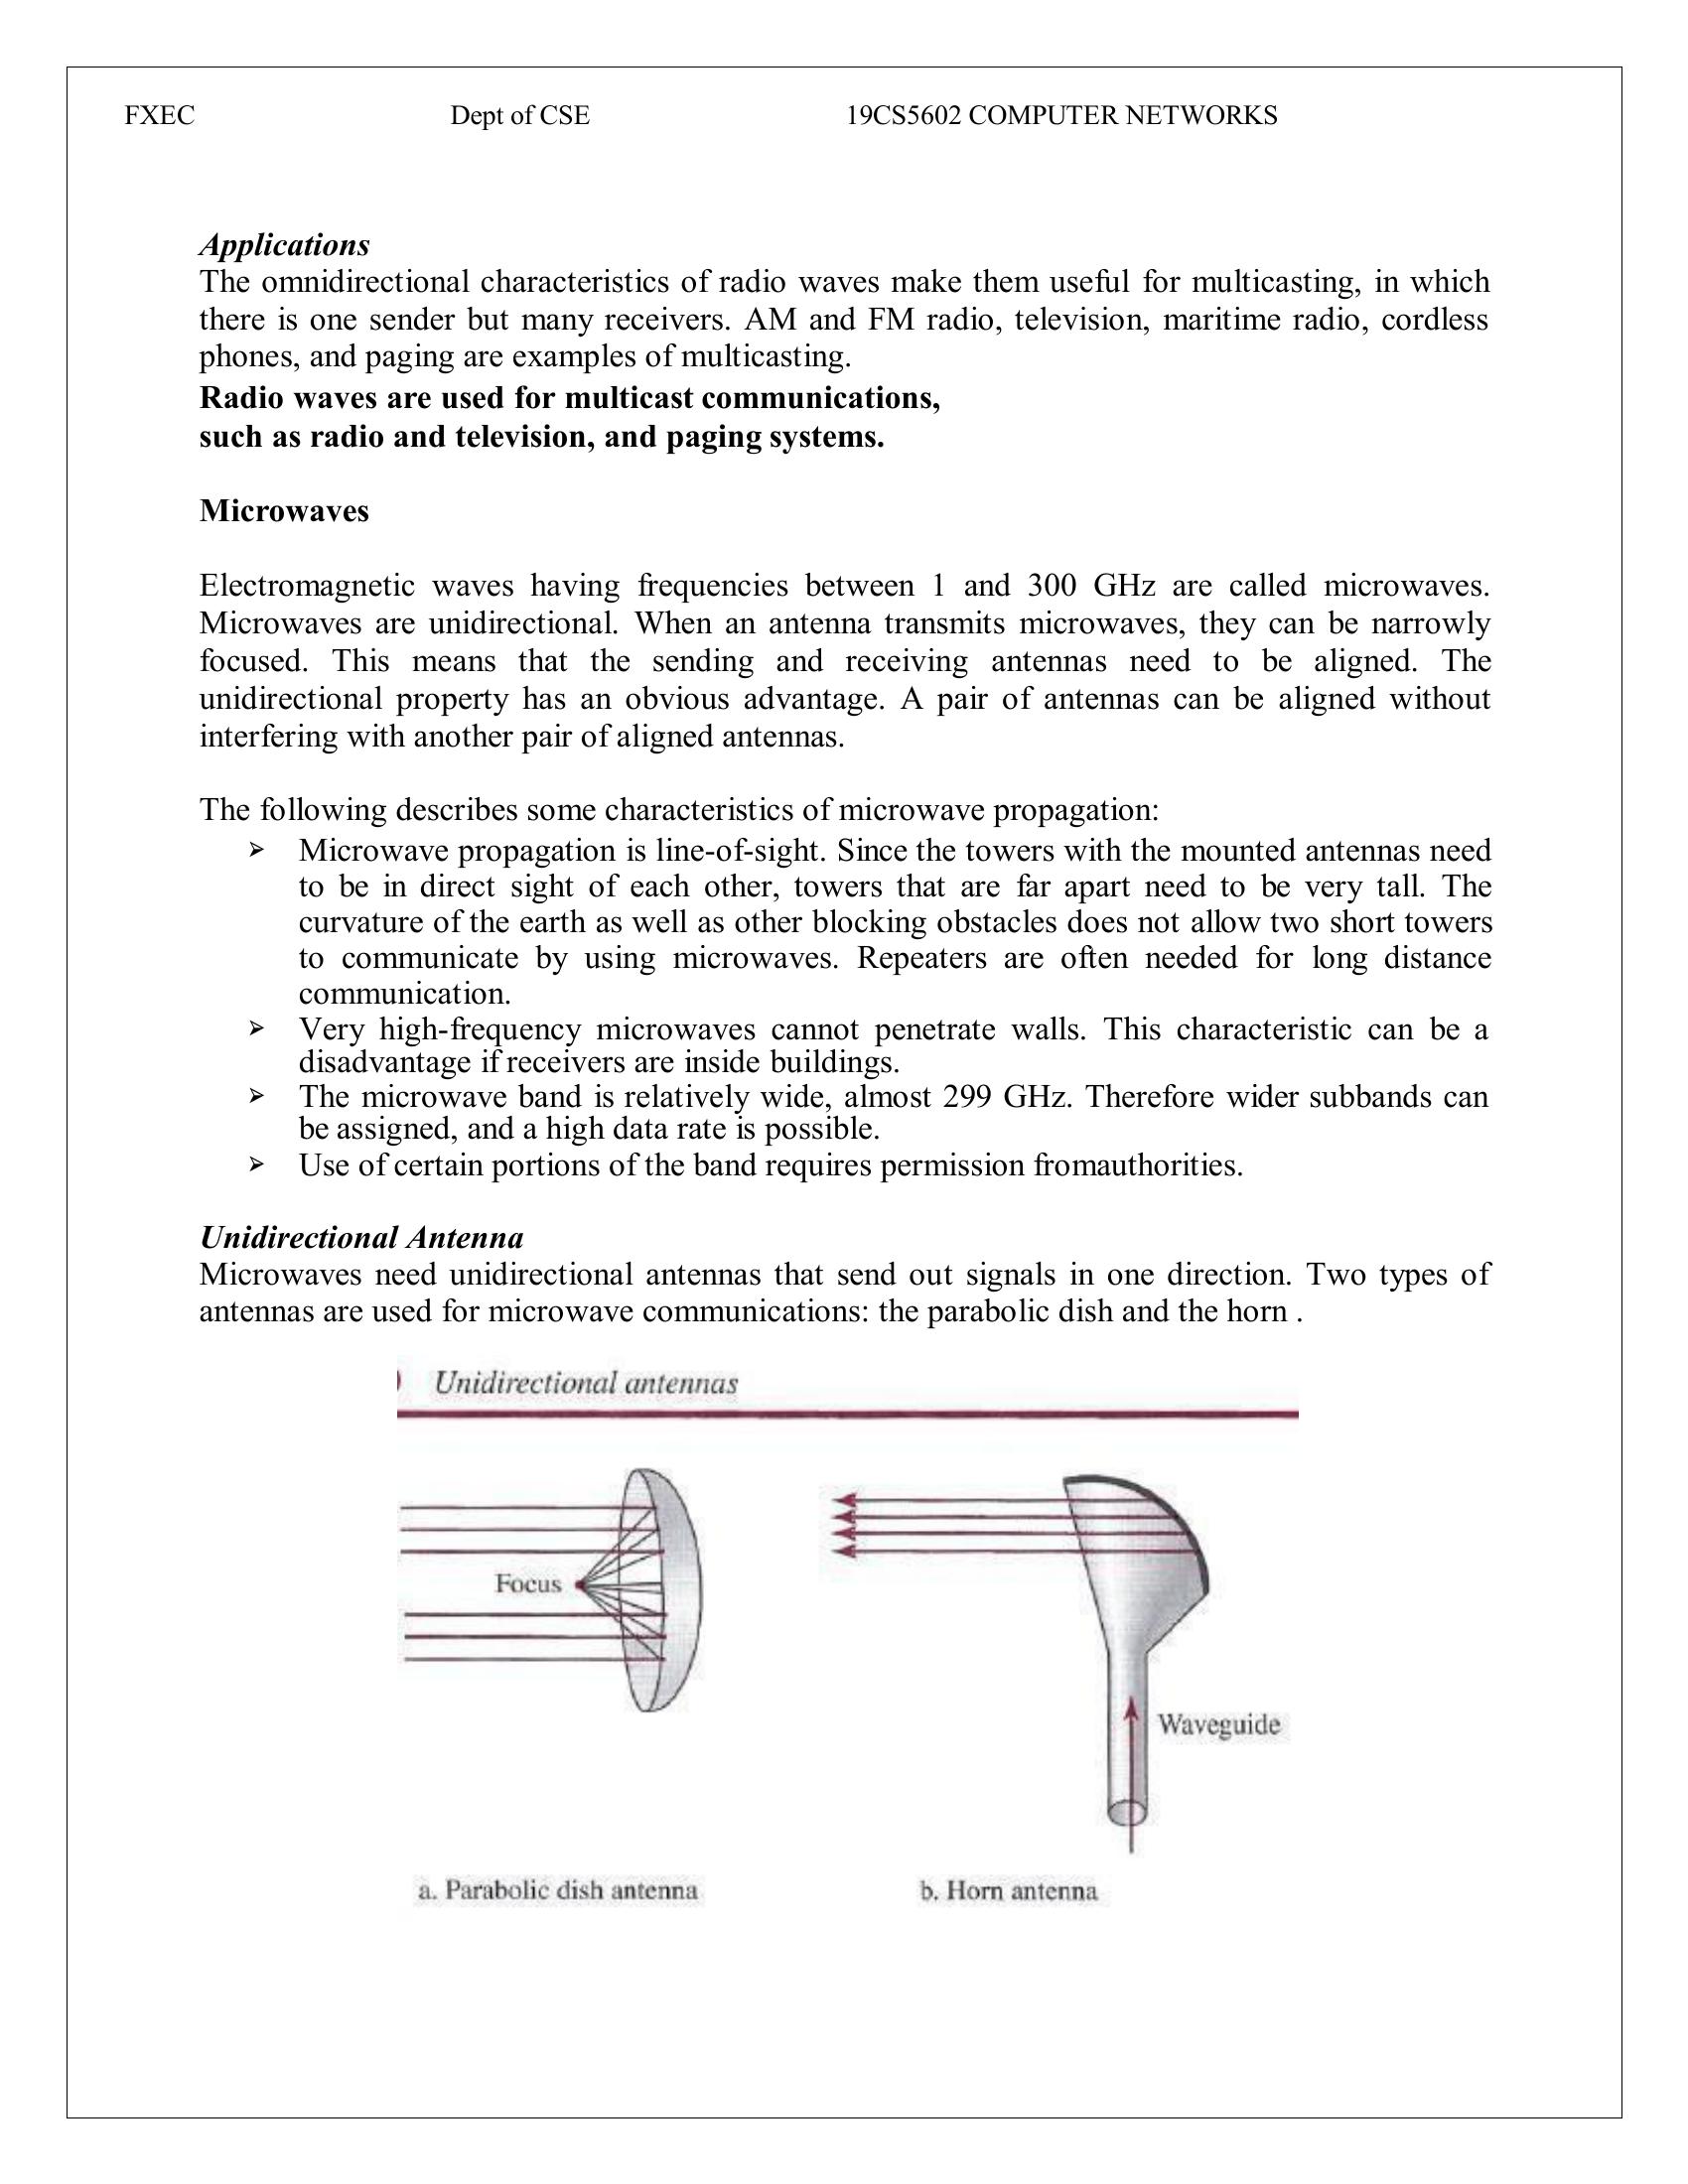 FXEC Dept of CSE 19CS5602 COMPUTER NETWORKS
Applications
The omnidirectional characteristics of radio waves make them useful for multicasting, in which
there is one sender but many receivers. AM and FM radio, television, maritime radio, cordless
phones, and paging are examples of multicasting.
Radio waves are used for multicast communications,
such as radio and television, and paging systems.
Microwaves
Electromagnetic waves having frequencies between 1 and 300 GHz are called microwaves.
Microwaves are unidirectional. When an antenna transmits microwaves, they can be narrowly
focused. This means that the sending and receiving antennas need to be aligned. The
unidirectional property has an obvious advantage. A pair of antennas can be aligned without
interfering with another pair of aligned antennas.
The following describes some characteristics of microwave propagation:
➢ Microwave propagation is line-of-sight. Since the towers with the mounted antennas need
to be in direct sight of each other, towers that are far apart need to be very tall. The
curvature of the earth as well as other blocking obstacles does not allow two short towers
to communicate by using microwaves. Repeaters are often needed for long distance
communication.
➢ Very high-frequency microwaves cannot penetrate walls. This characteristic can be a
disadvantage if receivers are inside buildings.
➢ The microwave band is relatively wide, almost 299 GHz. Therefore wider subbands can
be assigned, and a high data rate is possible.
➢ Use of certain portions of the band requires permission fromauthorities.
Unidirectional Antenna
Microwaves need unidirectional antennas that send out signals in one direction. Two types of
antennas are used for microwave communications: the parabolic dish and the horn .
Unidirectional antennas
Focus
Waveguide
a. Parabolic dish antenna
b. Horn antenna